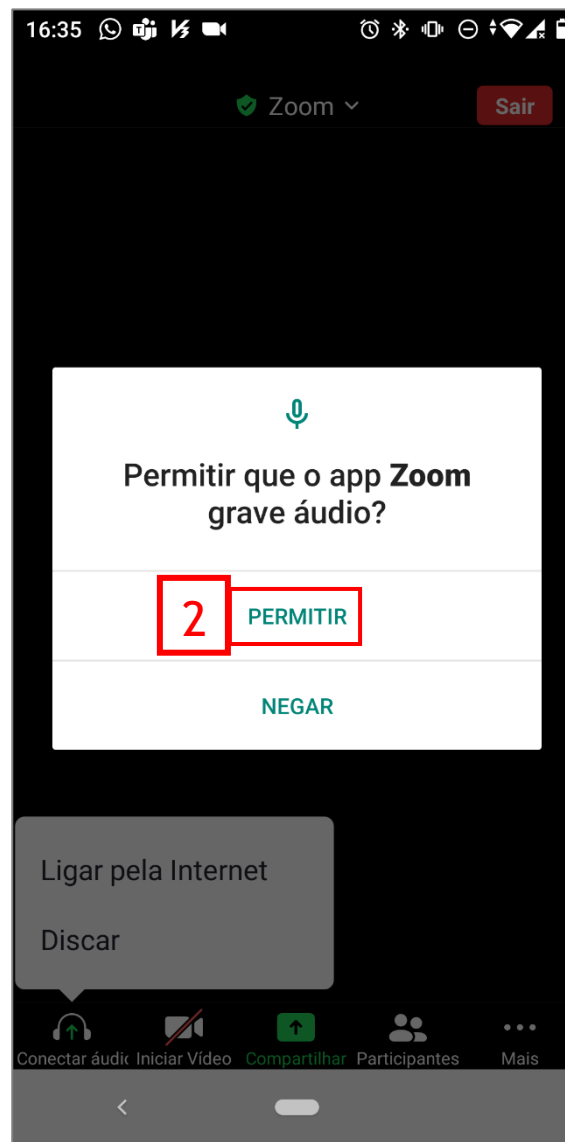 16:35
Zoom
Sair
Permitir que o app Zoom
grave áudio?
2
PERMITIR
NEGAR
Ligar pela Internet
Discar
Conectar áudic Iniciar Vídeo Compartilhar Participantes Mais